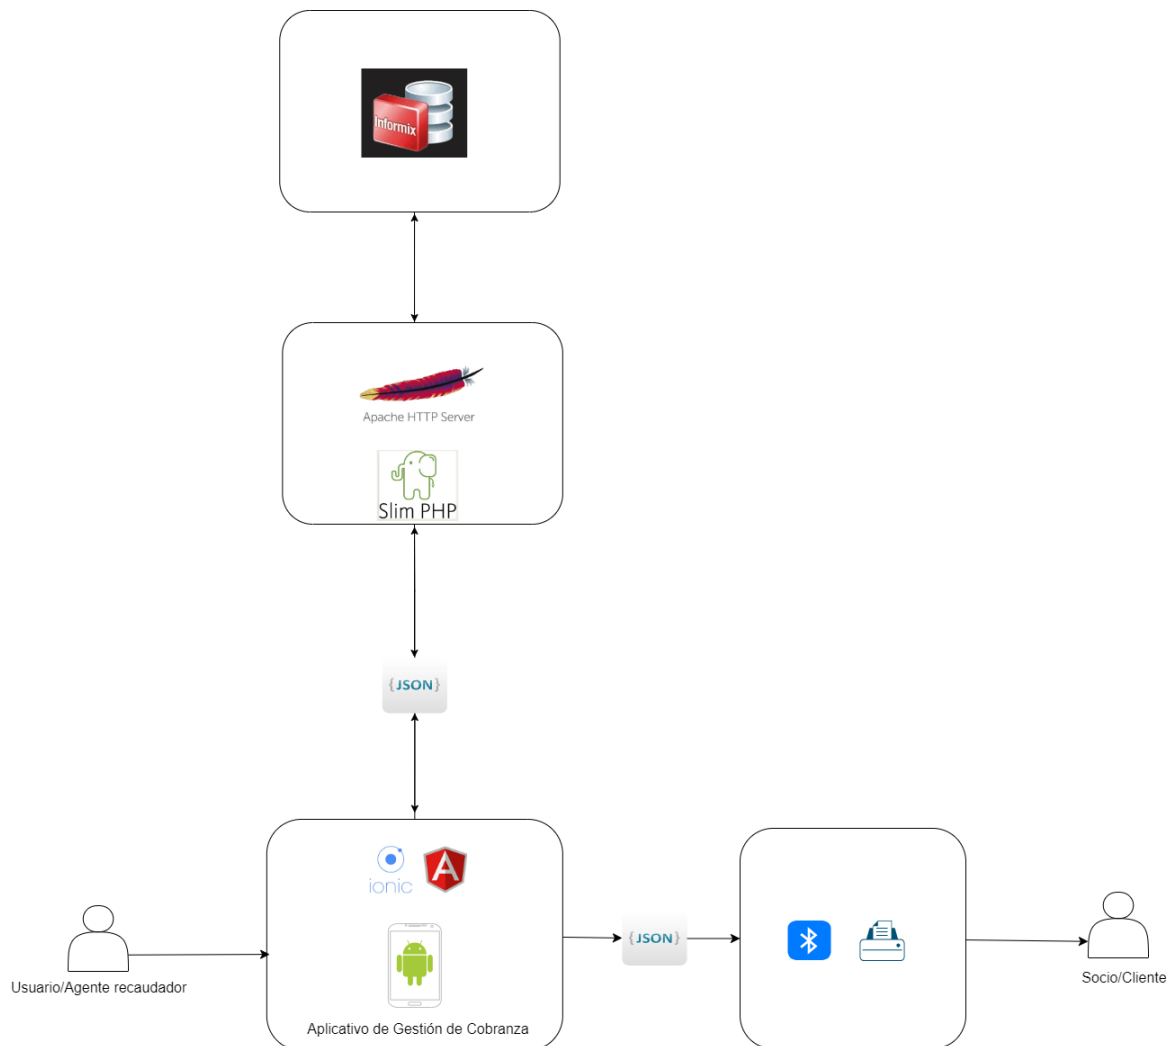 Informix
Apache HTTP Server
Slim PHP
{JSON}
ionic
A
{JSON}
Usuario/Agente recaudador
Aplicativo de Gestión de Cobranza
Socio/Cliente